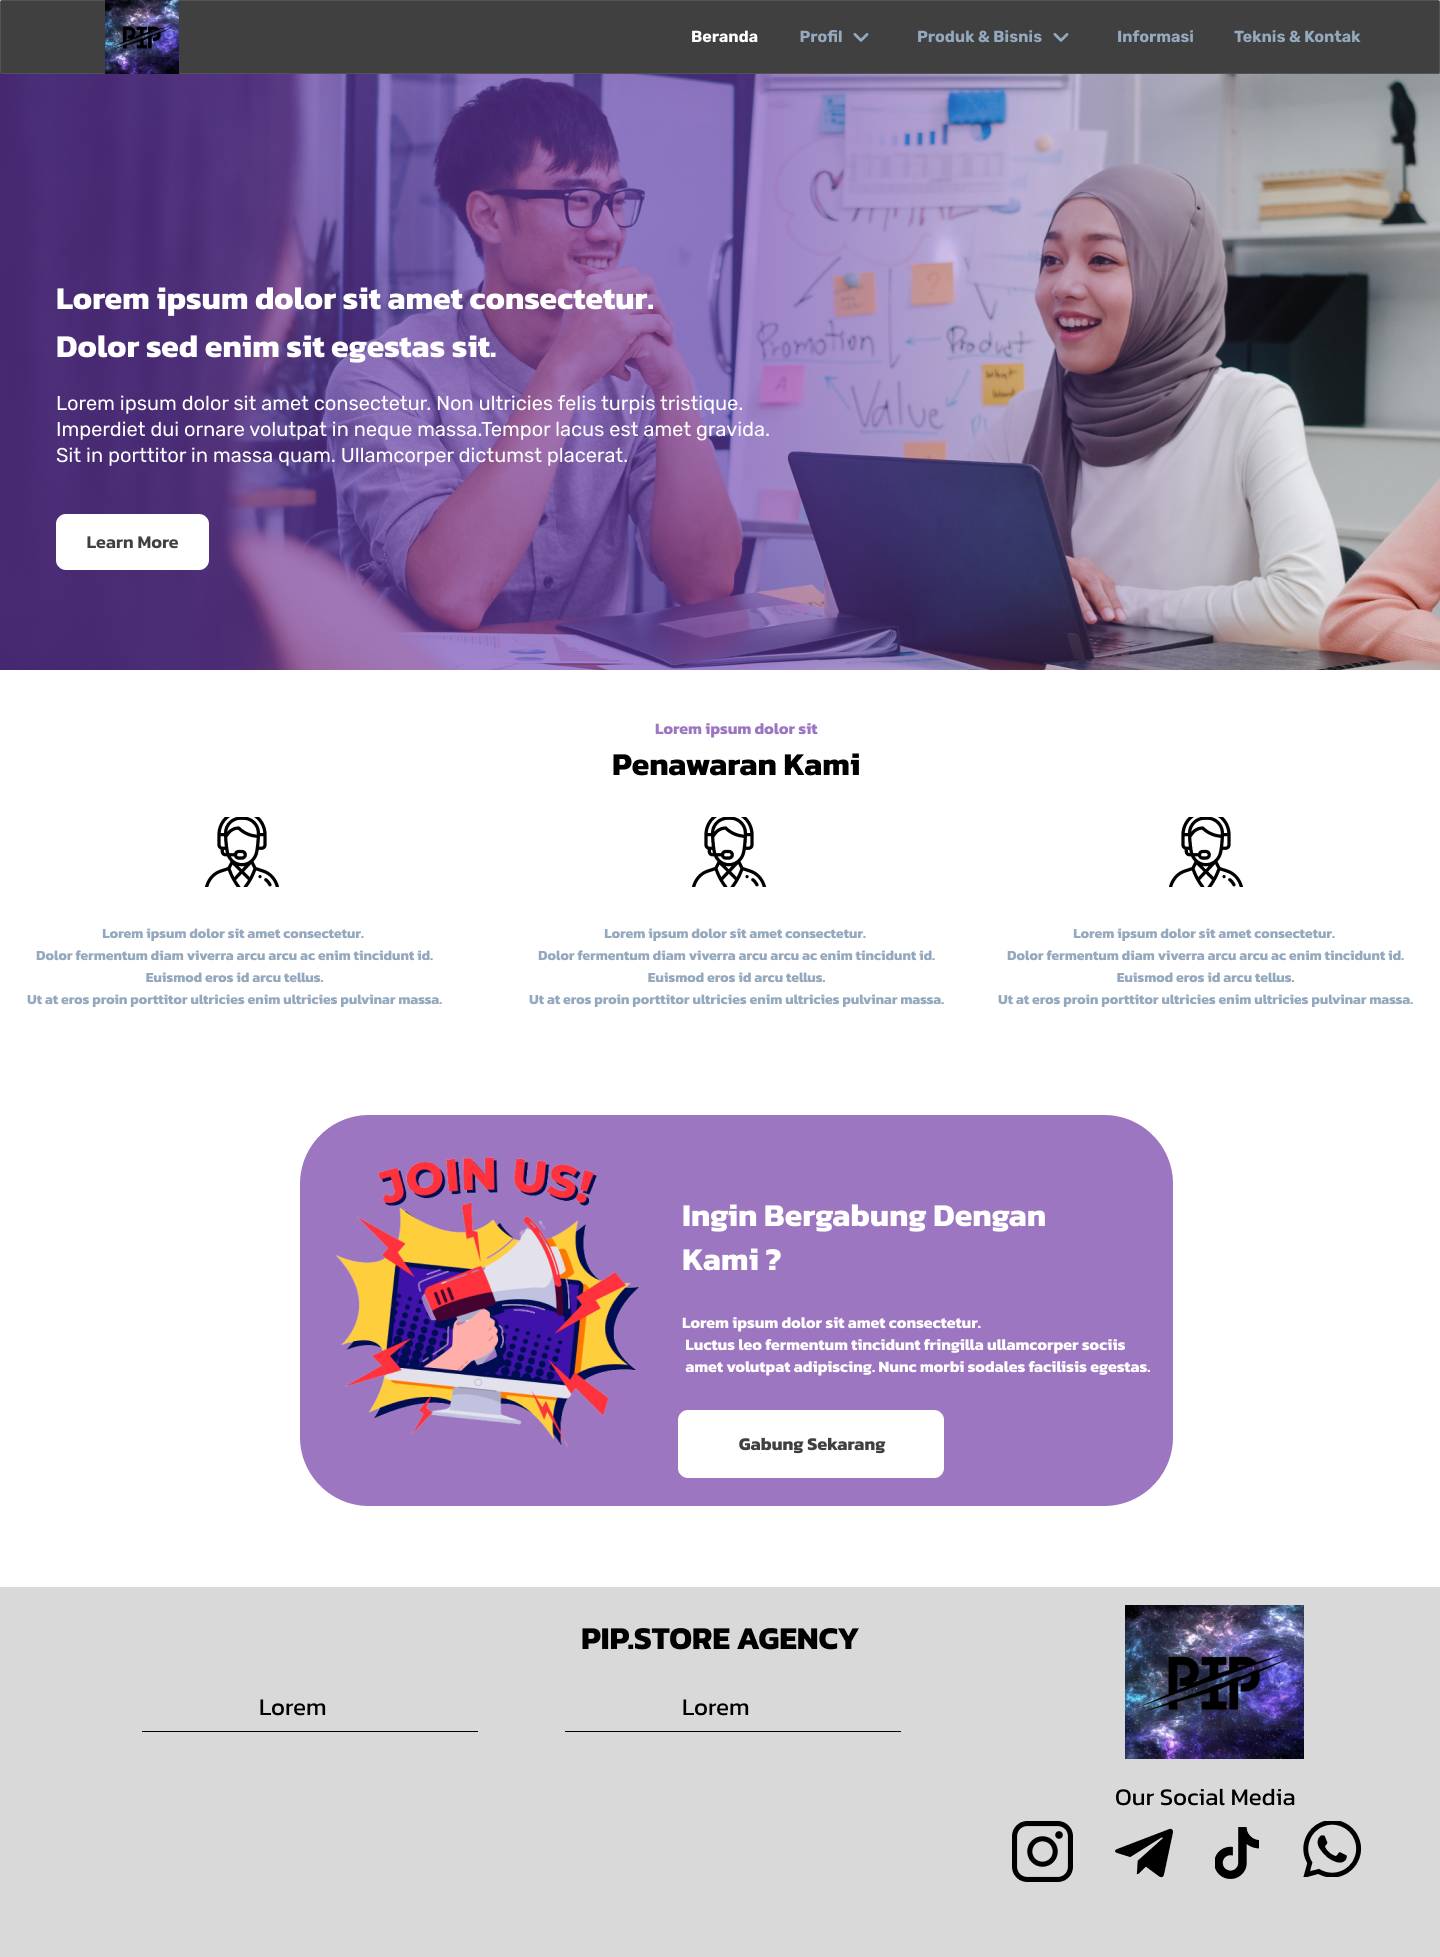 PIP
Beranda
Profil
Produk & Bisnis
Informasi
Teknis & Kontak
Promotion
Product
Value
?
A
Lorem ipsum dolor sit amet consectetur.
Dolor sed enim sit egestas sit.
Lorem ipsum dolor sit amet consectetur. Non ultricies felis turpis tristique.
Imperdiet dui ornare volutpat in neque massa.Tempor lacus est amet gravida.
Sit in porttitor in massa quam. Ullamcorper dictumst placerat.
Learn More
Lorem ipsum dolor sit
Penawaran Kami
Lorem ipsum dolor sit amet consectetur.
Dolor fermentum diam viverra arcu arcu ac enim tincidunt id.
Euismod eros id arcu tellus.
Ut at eros proin porttitor ultricies enim ultricies pulvinar massa.
Lorem ipsum dolor sit amet consectetur.
Dolor fermentum diam viverra arcu arcu ac enim tincidunt id.
Euismod eros id arcu tellus.
Ut at eros proin porttitor ultricies enim ultricies pulvinar massa.
Lorem ipsum dolor sit amet consectetur.
Dolor fermentum diam viverra arcu arcu ac enim tincidunt id.
Euismod eros id arcu tellus.
Ut at eros proin porttitor ultricies enim ultricies pulvinar massa.
JOIN US!
Ingin Bergabung Dengan
Kami ?
Lorem ipsum dolor sit amet consectetur.
Luctus leo fermentum tincidunt fringilla ullamcorper sociis
amet volutpat adipiscing. Nunc morbi sodales facilisis egestas.
Gabung Sekarang
PIP.STORE AGENCY
Lorem
Lorem
PIP
Our Social Media